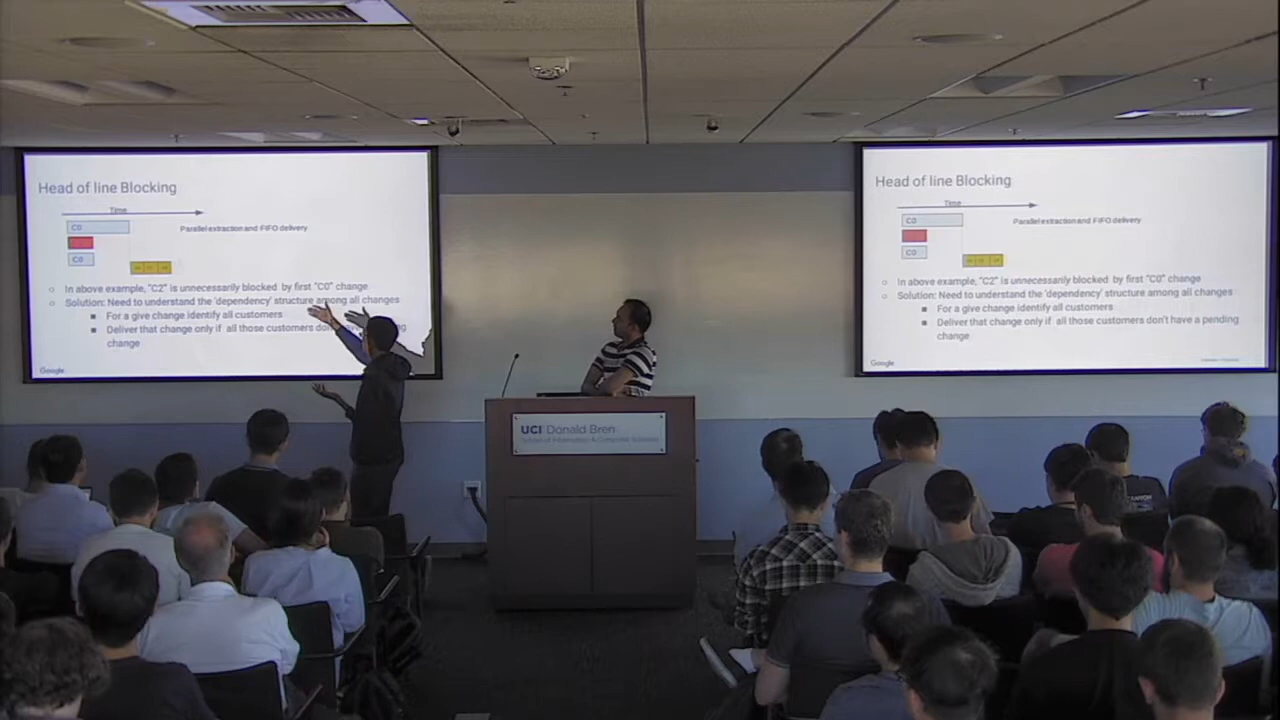 Head of line Blocking
Time
C0
Parallel extraction and FIFO delivery
C0
In above example, "C2" is unnecessarily blocked by first "C0" change
Solution: Need to understand the 'dependency' structure among all changes
For a give change identify all customers
Deliver that change only if all those customers don't have a pending
change
Google
UCI Donald Bren
School of Information & Computer Sciences
Head of line Blocking
Time
C0
Parallel extraction and FIFO delivery
C0
In above example, "C2" is unnecessarily blocked by first "C0" change
Solution: Need to understand the 'dependency' structure among all changes
For a give change identify all customers
Deliver that change only if all those customers don't have a pending
change
Google